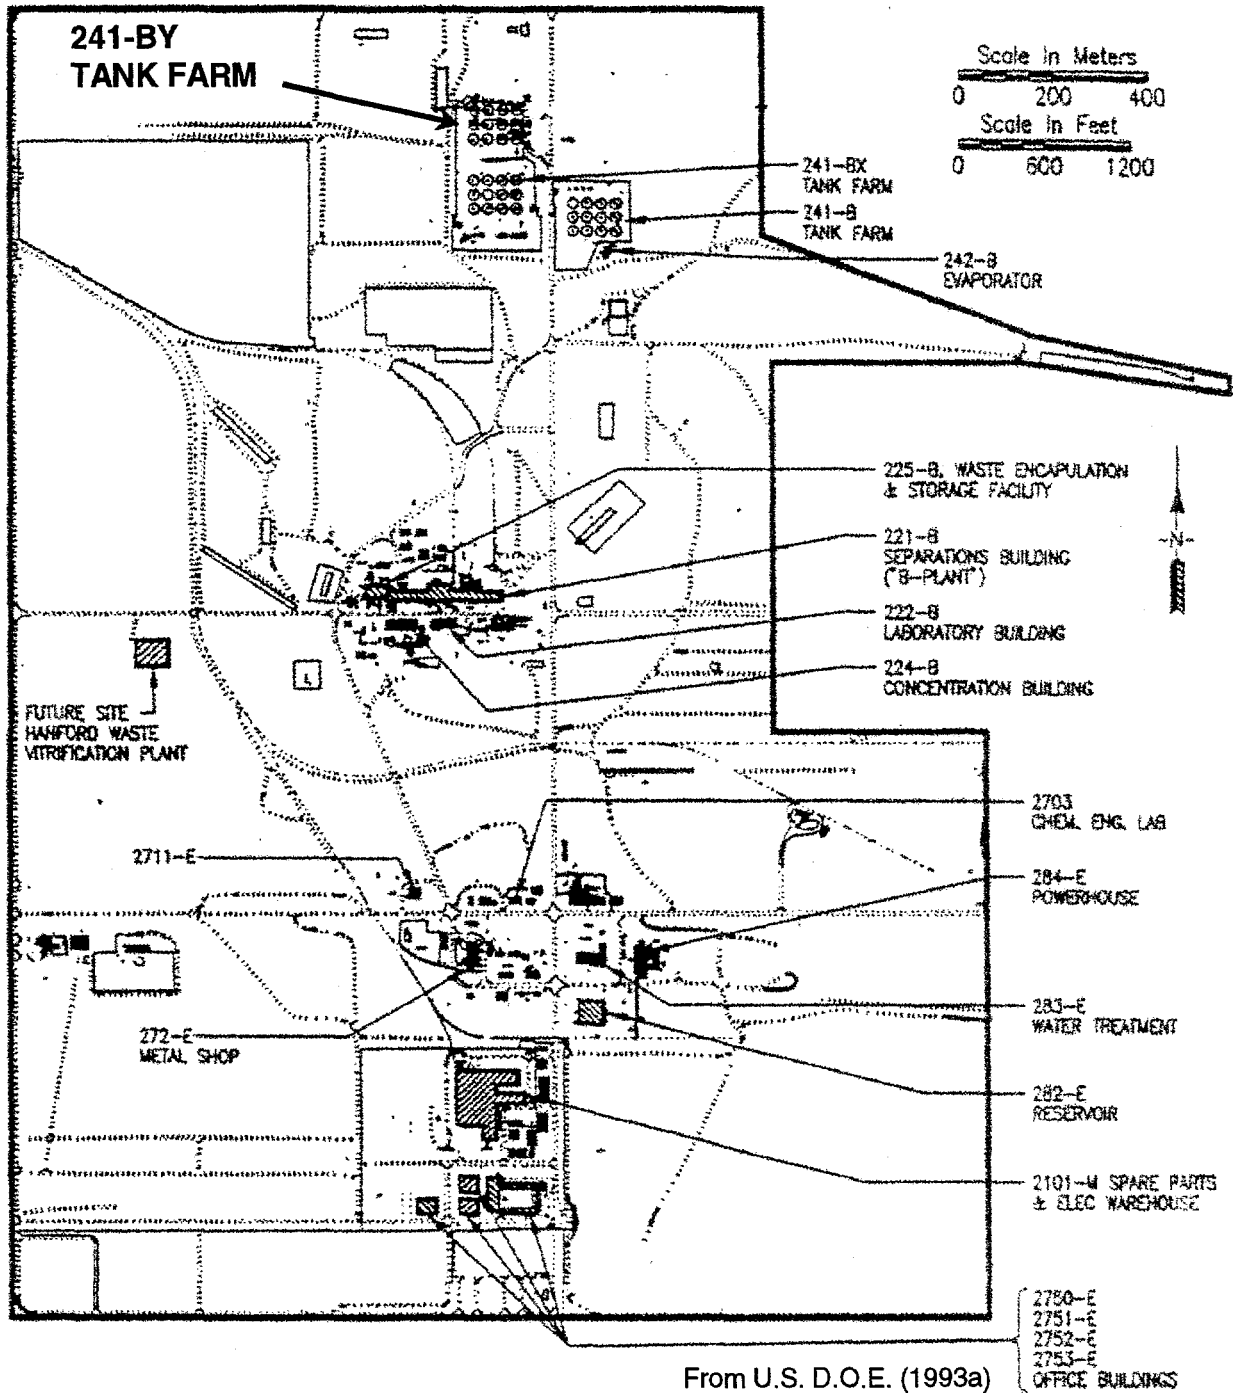 241-BY
TANK FARM
Scale in Meters
0 200 400
Scale in Feet
0 600 1200
241-BX
TANK FARM
241-B
TANK FARM
242-B
EVAPORATOR
225-B, WASTE ENCAPULATION
& STORAGE FACILITY
221-B
SEPARATIONS BUILDING
("B-PLANT")
-N-
222-B
LABORATORY BUILDING
224-B
CONCENTRATION BUILDING
FUTURE SITE
HANFORD WASTE
VITRIFICATION PLANT
2703
CHEM. ENG. LAB
2711-E
284-E
POWERHOUSE
283-E
WATER TREATMENT
272-E
METAL SHOP
282-E
RESERVOIR
2101-M SPARE PARTS
& ELEC WAREHOUSE
2750-E
2751-E
2752-E
2753-E
OFFICE BUILDINGS
From U.S. D.O.E. (1993a)